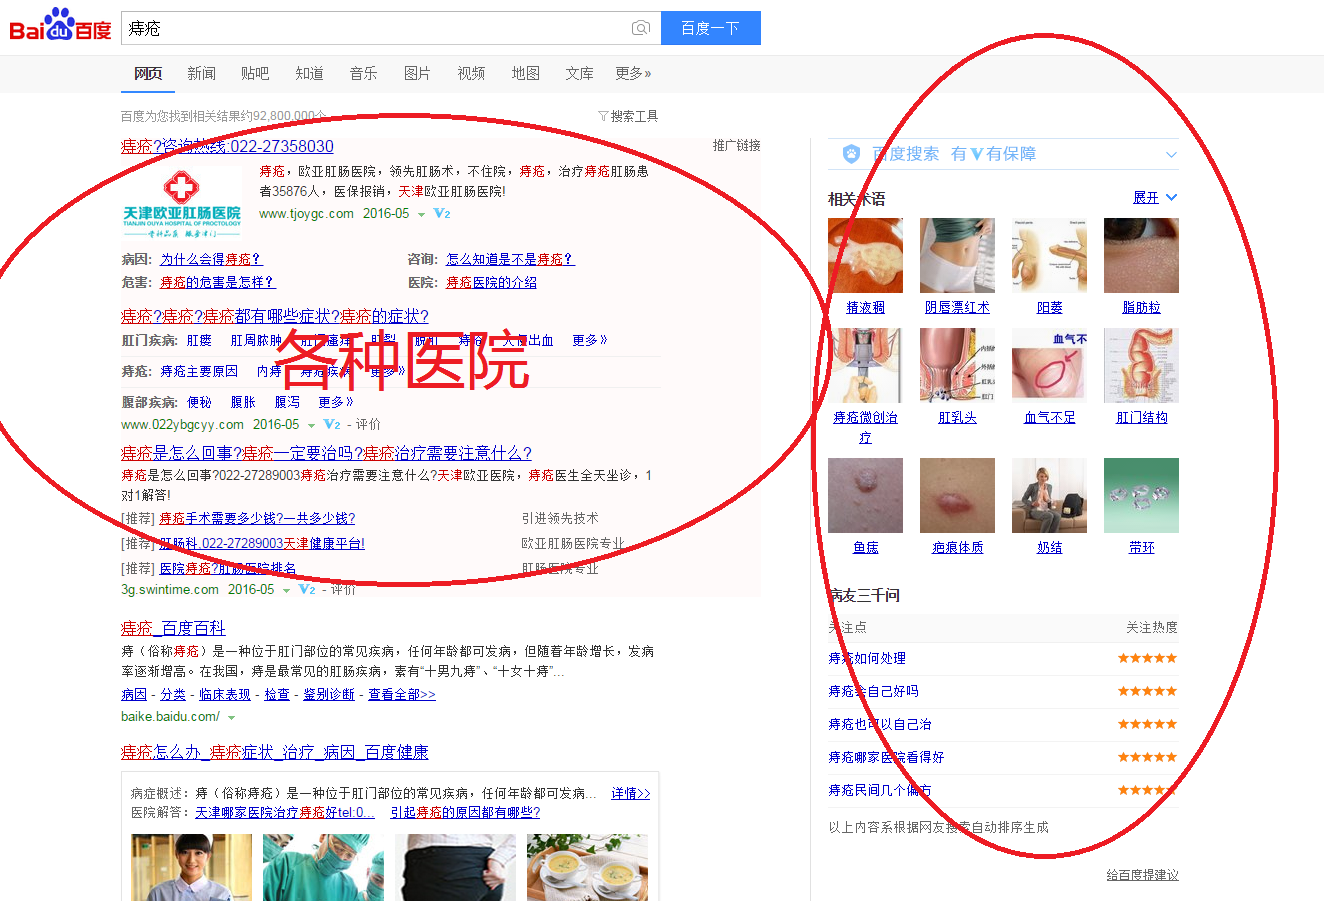 Baidu百度
痔疮
百度一下
网页 新闻 贴吧 知道 音乐 图片 视频 地图 文库 更多»
百度为您找到相关结果约92,800,000个
搜索工具
痔疮?咨询热线:022-27358030
推广链接
痔疮，欧亚肛肠医院，领先肛肠术，不住院，痔疮，治疗痔疮肛肠患
者35876人，医保报销，天津欧亚肛肠医院!
www.tjoygc.com 2016-05 V2
天津欧亚肛肠医院
TIANJIN OUYA HOSPITAL OF PROCTOLOGY
病因: 为什么会得痔疮？
咨询: 怎么知道是不是痔疮？
危害: 痔疮的危害是怎样？
医院: 痔疮医院的介绍
痔疮?痔疮?痔疮都有哪些症状?痔疮的症状?
肛门疾病: 肛瘘 肛周脓肿 肛门瘙痒 肛裂 脱肛 痔疮 大便出血 更多»
各种医院
痔疮: 痔疮主要原因 内痔 痔疮疾病 更多»
腹部疾病: 便秘 腹胀 腹泻 更多»
www.022ybgcyy.com 2016-05 V2 - 评价
痔疮是怎么回事?痔疮一定要治吗?痔疮治疗需要注意什么?
痔疮是怎么回事?022-27289003痔疮治疗需要注意什么?天津欧亚医院，痔疮医生全天坐诊，1
对1解答!
[推荐] 痔疮手术需要多少钱?一共多少钱?
引进领先技术
[推荐] 肛肠科.022-27289003天津健康平台!
欧亚肛肠医院专业
[推荐] 医院痔疮?肛肠医院排名
肛肠医院专业
3g.swintime.com 2016-05 V2 - 评价
痔疮_百度百科
痔（俗称痔疮）是一种位于肛门部位的常见疾病，任何年龄都可发病，但随着年龄增长，发病
率逐渐增高。在我国，痔是最常见的肛肠疾病，素有“十男九痔”、“十女十痔”...
病因 - 分类 - 临床表现 - 检查 - 鉴别诊断 - 查看全部>>
baike.baidu.com/
痔疮怎么办_痔疮症状_治疗_病因_百度健康
病症概述: 痔（俗称痔疮）是一种位于肛门部位的常见疾病，任何年龄都可发病... 详情>>
医院解答: 天津哪家医院治疗痔疮好tel:0... 引起痔疮的原因都有哪些?
百度搜索 有V有保障
相关术语
展开
精液稠 阴唇漂红术 阳萎 脂肪粒
血气不
痔疮微创治
疗
肛乳头 血气不足 肛门结构
鱼痣 疤痕体质 奶结 带环
病友三千问
关注点 关注热度
痔疮如何处理 ★★★★★
痔疮会自己好吗 ★★★★★
痔疮也可以自己治 ★★★★★
痔疮哪家医院看得好 ★★★★★
痔疮民间几个偏方 ★★★★★
以上内容系根据网友搜索自动排序生成
给百度提建议